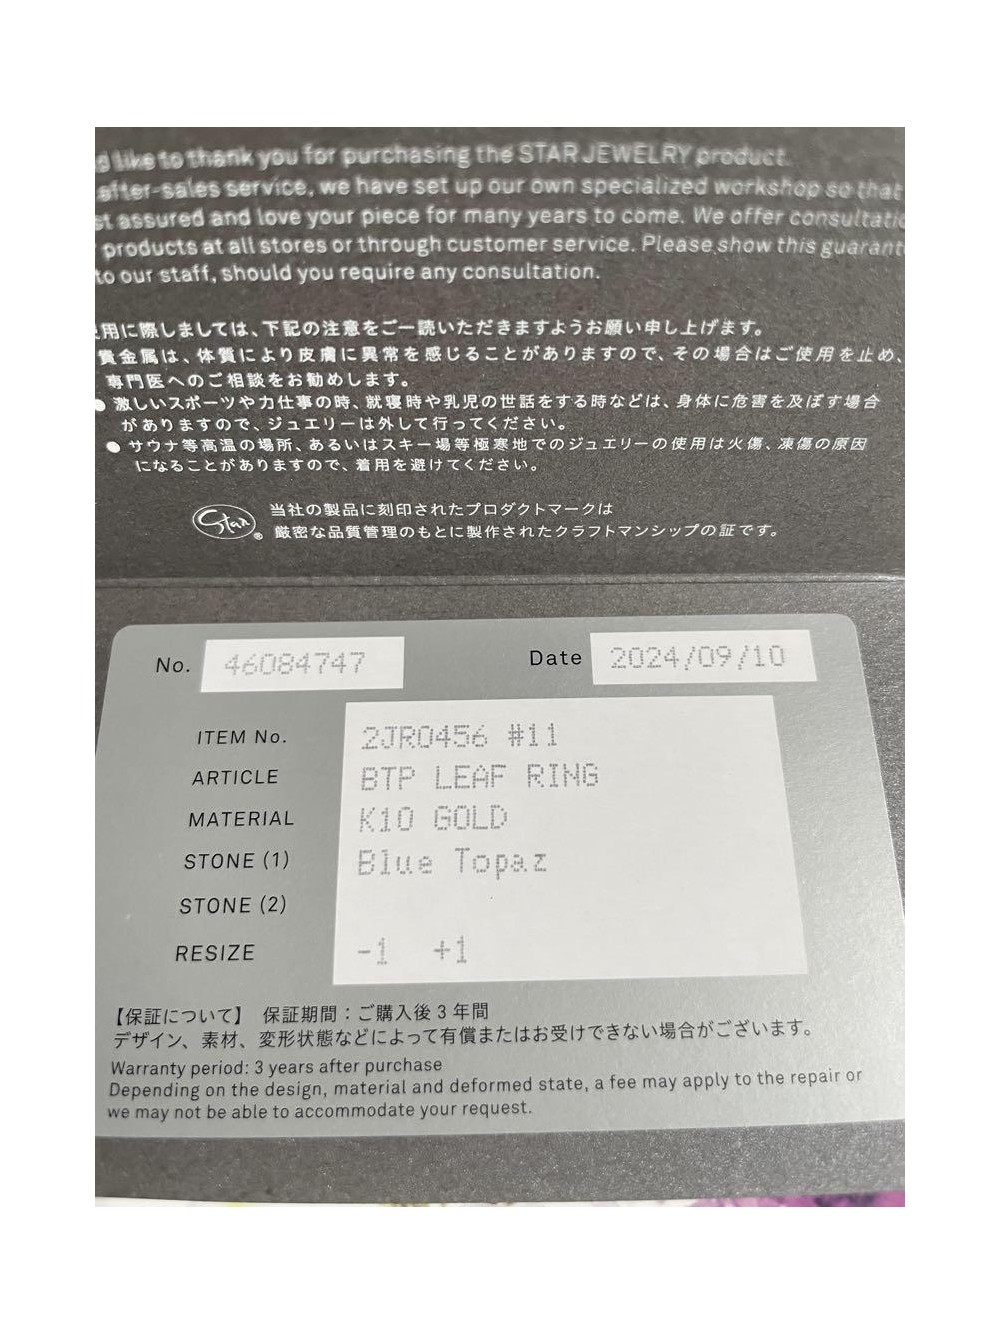 like to thank you for purchasing the STAR JEWELRY product.
after-sales service, we have set up our own specialized workshop so that
assured and love your piece for many years to come. We offer
products at all stores or through customer service. Please show this
to our staff, should you require any consultation.
用に際しましては、下記の注意をご一読いただきますようお願い申し上げます。
貴金属は、体質により皮膚に異常を感じることがありますので、その場合はご使用を止め、
専門医へのご相談をお勧めします。
● 激しいスポーツや力仕事の時、就寝時や乳児の世話をする時などは、身体に危害を及ぼす場合
がありますので、ジュエリーは外して行ってください。
● サウナ等高温の場所、あるいはスキー場等極寒地でのジュエリーの使用は火傷、凍傷の原因
になることがありますので、着用を避けてください。
Star ®
当社の製品に刻印されたプロダクトマークは
厳密な品質管理のもとに製作されたクラフトマンシップの証です。
No. 46084747 Date 2024/09/10
ITEM No. 2JR0456 #11
ARTICLE BTP LEAF RING
MATERIAL K10 GOLD
STONE (1) Blue Topaz
STONE (2)
RESIZE -1 +1
【保証について】 保証期間：ご購入後3年間
デザイン、素材、変形状態などによって有償またはお受けできない場合がございます。
Warranty period: 3 years after purchase
Depending on the design, material and deformed state, a fee may apply to the repair or
we may not be able to accommodate your request.